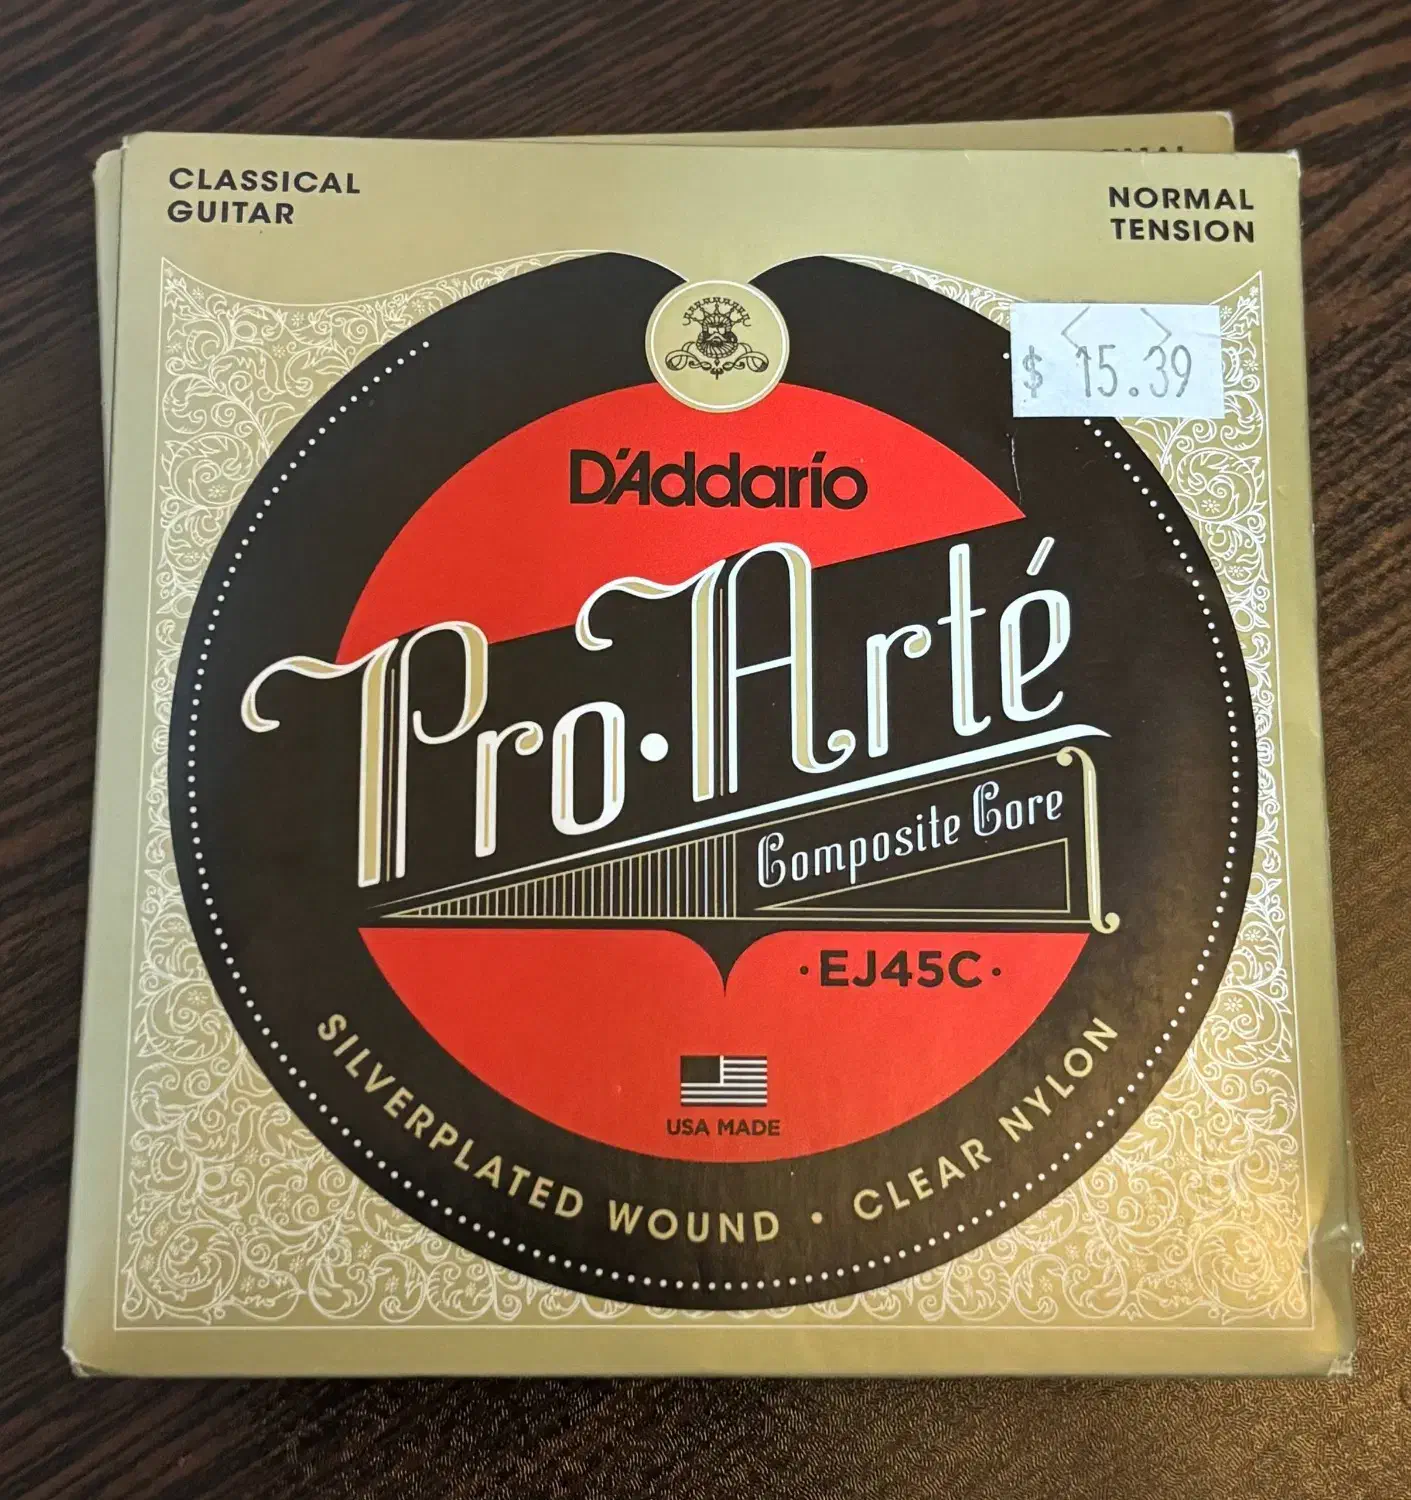 CLASSICAL
GUITAR
NORMAL
TENSION
$ 15.39
D'Addario
Pro·Arté
Composite Core
·EJ45C·
USA MADE
SILVERPLATED WOUND • CLEAR NYLON